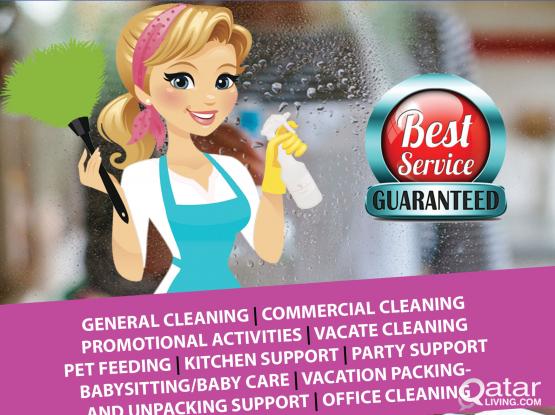 Best
Service
GUARANTEED
GENERAL CLEANING | COMMERCIAL CLEANING
PROMOTIONAL ACTIVITIES | VACATE CLEANING
PET FEEDING | KITCHEN SUPPORT | PARTY SUPPORT
BABYSITTING/BABY CARE | VACATION PACKING-
AND UNPACKING SUPPORT | OFFICE CLEANING
Qatar
LIVING.COM